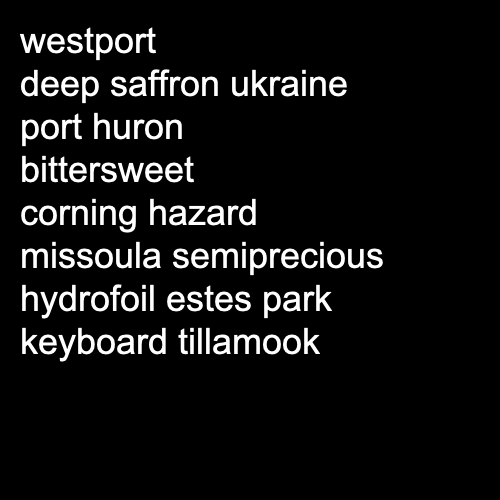 westport
deep saffron ukraine
port huron
bittersweet
corning hazard
missoula semiprecious
hydrofoil estes park
keyboard tillamook